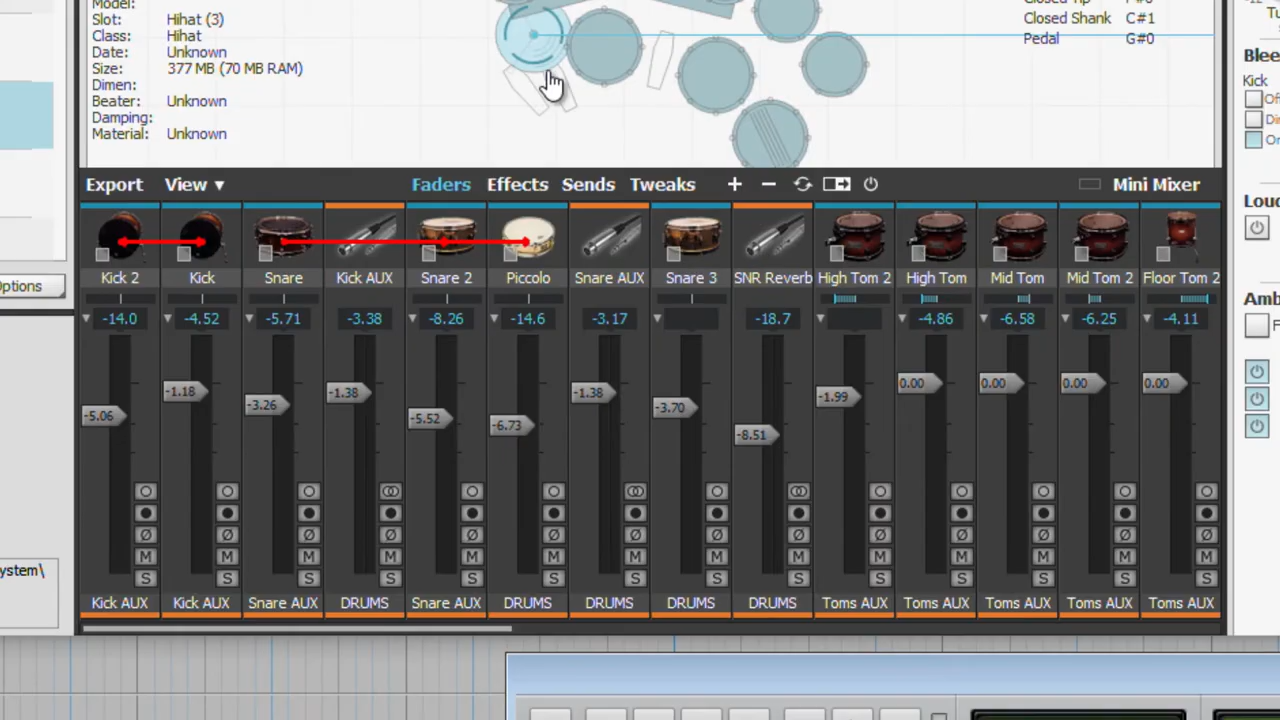 Model:
Slot: Hihat (3)
Class: Hihat
Date: Unknown
Size: 377 MB (70 MB RAM)
Dimen:
Beater: Unknown
Damping:
Material: Unknown
Closed Shank C#1
Pedal G#0
Kick
Options
ystem\
Export View ▼ Faders Effects Sends Tweaks + − Mini Mixer
Kick 2 Kick Snare Kick AUX Snare 2 Piccolo Snare AUX Snare 3 SNR Reverb High Tom 2 High Tom Mid Tom Mid Tom 2 Floor Tom 2
-14.0 -4.52 -5.71 -3.38 -8.26 -14.6 -3.17 -18.7 -4.86 -6.58 -6.25 -4.11
-5.06 -1.18 -3.26 -1.38 -5.52 -6.73 -1.38 -3.70 -8.51 -1.99 0.00 0.00 0.00 0.00
Ø Ø Ø Ø Ø Ø Ø Ø Ø Ø Ø Ø Ø Ø
M M M M M M M M M M M M M M
S S S S S S S S S S S S S S
Kick AUX Kick AUX Snare AUX DRUMS Snare AUX DRUMS DRUMS DRUMS DRUMS Toms AUX Toms AUX Toms AUX Toms AUX Toms AUX